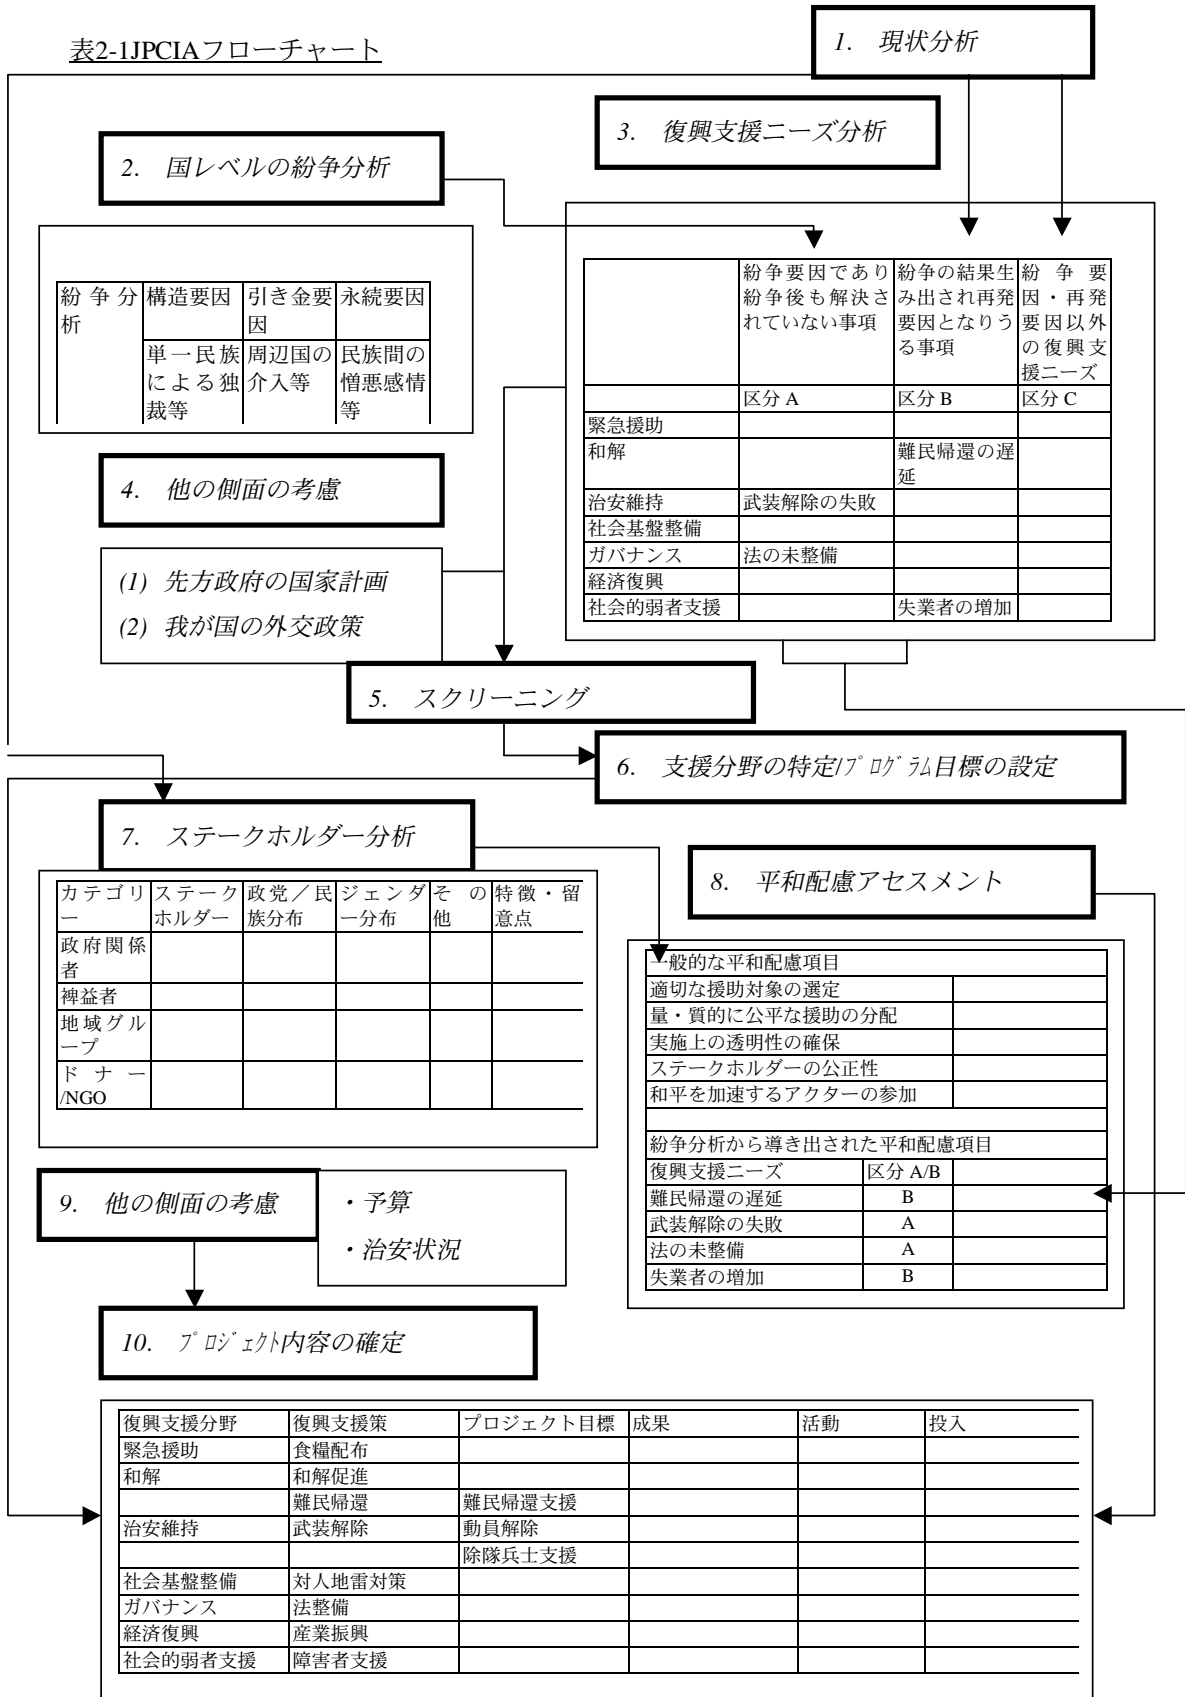 表2-1JPCIAフローチャート
1. 現状分析
3. 復興支援ニーズ分析
2. 国レベルの紛争分析
紛争分析
構造要因
引き金要因
永続要因
単一民族による独裁等
周辺国の介入等
民族間の憎悪感情等
紛争要因であり
紛争後も解決さ
れていない事項
紛争の結果生
み出され再発
要因となりう
る事項
紛争要
因・再発
要因以外
の復興支
援ニーズ
区分 A 区分 B 区分 C
緊急援助
和解 難民帰還の遅延
治安維持 武装解除の失敗
社会基盤整備
ガバナンス 法の未整備
経済復興
社会的弱者支援 失業者の増加
4. 他の側面の考慮
(1) 先方政府の国家計画
(2) 我が国の外交政策
5. スクリーニング
6. 支援分野の特定/ﾌﾟﾛｸﾞﾗﾑ目標の設定
7. ステークホルダー分析
カテゴリー
ステークホルダー
政党／民族分布
ジェンダー分布
その他
特徴・留意点
政府関係者
裨益者
地域グループ
ドナー/NGO
8. 平和配慮アセスメント
一般的な平和配慮項目
適切な援助対象の選定
量・質的に公平な援助の分配
実施上の透明性の確保
ステークホルダーの公正性
和平を加速するアクターの参加
紛争分析から導き出された平和配慮項目
復興支援ニーズ 区分 A/B
難民帰還の遅延 B
武装解除の失敗 A
法の未整備 A
失業者の増加 B
9. 他の側面の考慮
・予算
・治安状況
10. ﾌﾟﾛｼﾞｪｸﾄ内容の確定
復興支援分野 復興支援策 プロジェクト目標 成果 活動 投入
緊急援助 食糧配布
和解 和解促進
難民帰還 難民帰還支援
治安維持 武装解除 動員解除
除隊兵士支援
社会基盤整備 対人地雷対策
ガバナンス 法整備
経済復興 産業振興
社会的弱者支援 障害者支援